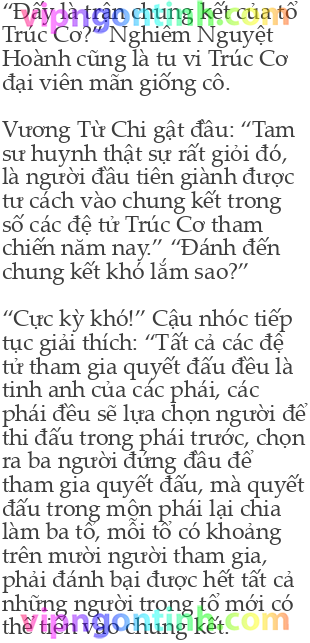 vipngontinh.com
“Đấy là trận chung kết của tổ
Trúc Cơ?” Nghiêm Nguyệt
Hoành cũng là tu vi Trúc Cơ
đại viên mãn giống cô.
Vương Từ Chi gật đầu: “Tam
sư huynh thật sự rất giỏi đó,
là người đầu tiên giành được
tư cách vào chung kết trong
số các đệ tử Trúc Cơ tham
chiến năm nay.” “Đánh đến
chung kết khó lắm sao?”
“Cực kỳ khó!” Cậu nhóc tiếp
tục giải thích: “Tất cả các đệ
tử tham gia quyết đấu đều là
tinh anh của các phái, các
phái đều sẽ lựa chọn người để
thi đấu trong phái trước, chọn
ra ba người đứng đầu để
tham gia quyết đấu, mà quyết
đấu trong môn phái lại chia
làm ba tổ, mỗi tổ có khoảng
trên mười người tham gia,
phải đánh bại được hết tất cả
những người trong tổ mới có
thể tiến vào chung kết.
vipngontinh.com